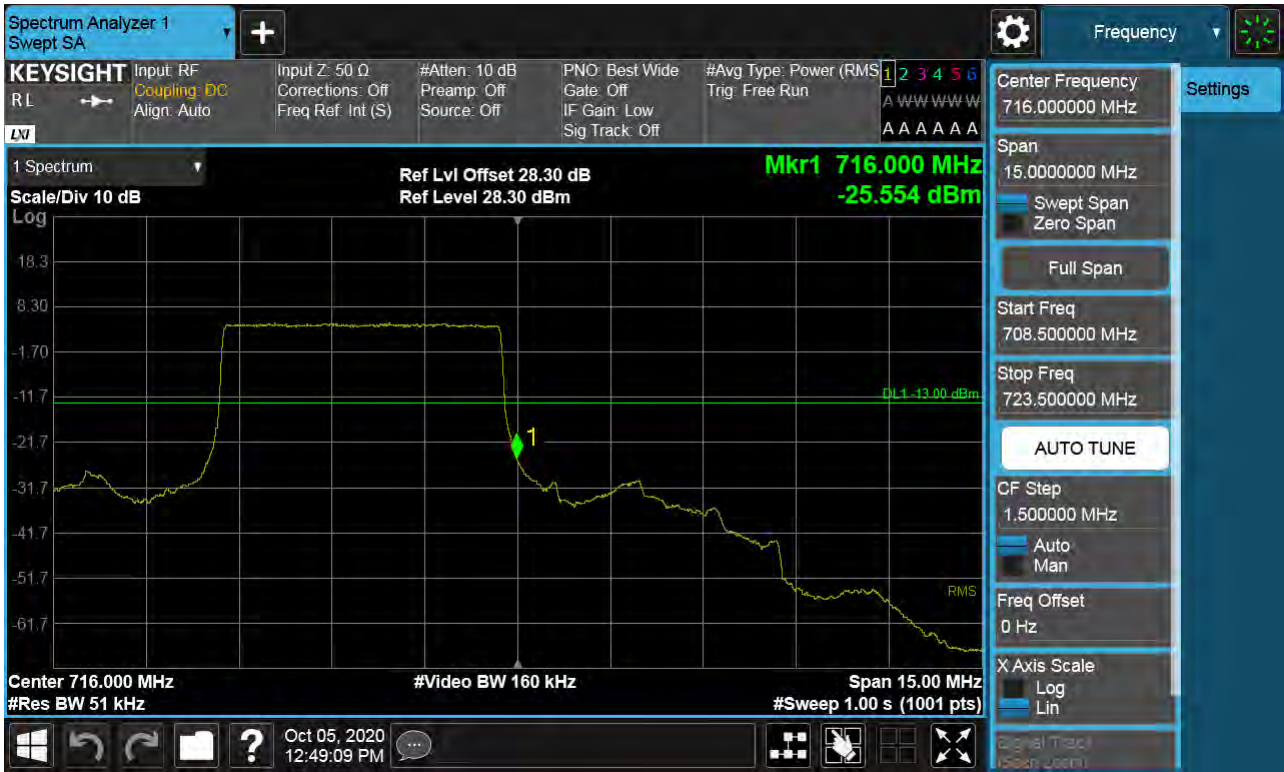 Spectrum Analyzer 1
Swept SA
+
Frequency
KEYSIGHT
R L
LXI
Input: RF
Coupling: DC
Align: Auto
Input Z: 50 Ω
Corrections: Off
Freq Ref: Int (S)
#Atten: 10 dB
Preamp: Off
Source: Off
PNO: Best Wide
Gate: Off
IF Gain: Low
Sig Track: Off
#Avg Type: Power (RMS
Trig: Free Run
1 2 3 4 5 6
A W W W W W
A A A A A A
1 Spectrum
Scale/Div 10 dB
Log
Ref Lvl Offset 28.30 dB
Ref Level 28.30 dBm
Mkr1 716.000 MHz
-25.554 dBm
18.3
8.30
-1.70
-11.7
-21.7
-31.7
-41.7
-51.7
-61.7
DL1 -13.00 dBm
1
RMS
Center 716.000 MHz
#Res BW 51 kHz
#Video BW 160 kHz
Span 15.00 MHz
#Sweep 1.00 s (1001 pts)
Center Frequency
716.000000 MHz
Span
15.0000000 MHz
Swept Span
Zero Span
Full Span
Start Freq
708.500000 MHz
Stop Freq
723.500000 MHz
AUTO TUNE
CF Step
1.500000 MHz
Auto
Man
Freq Offset
0 Hz
X Axis Scale
Log
Lin
Signal Track
(Span Zoom)
Settings
?
Oct 05, 2020
12:49:09 PM